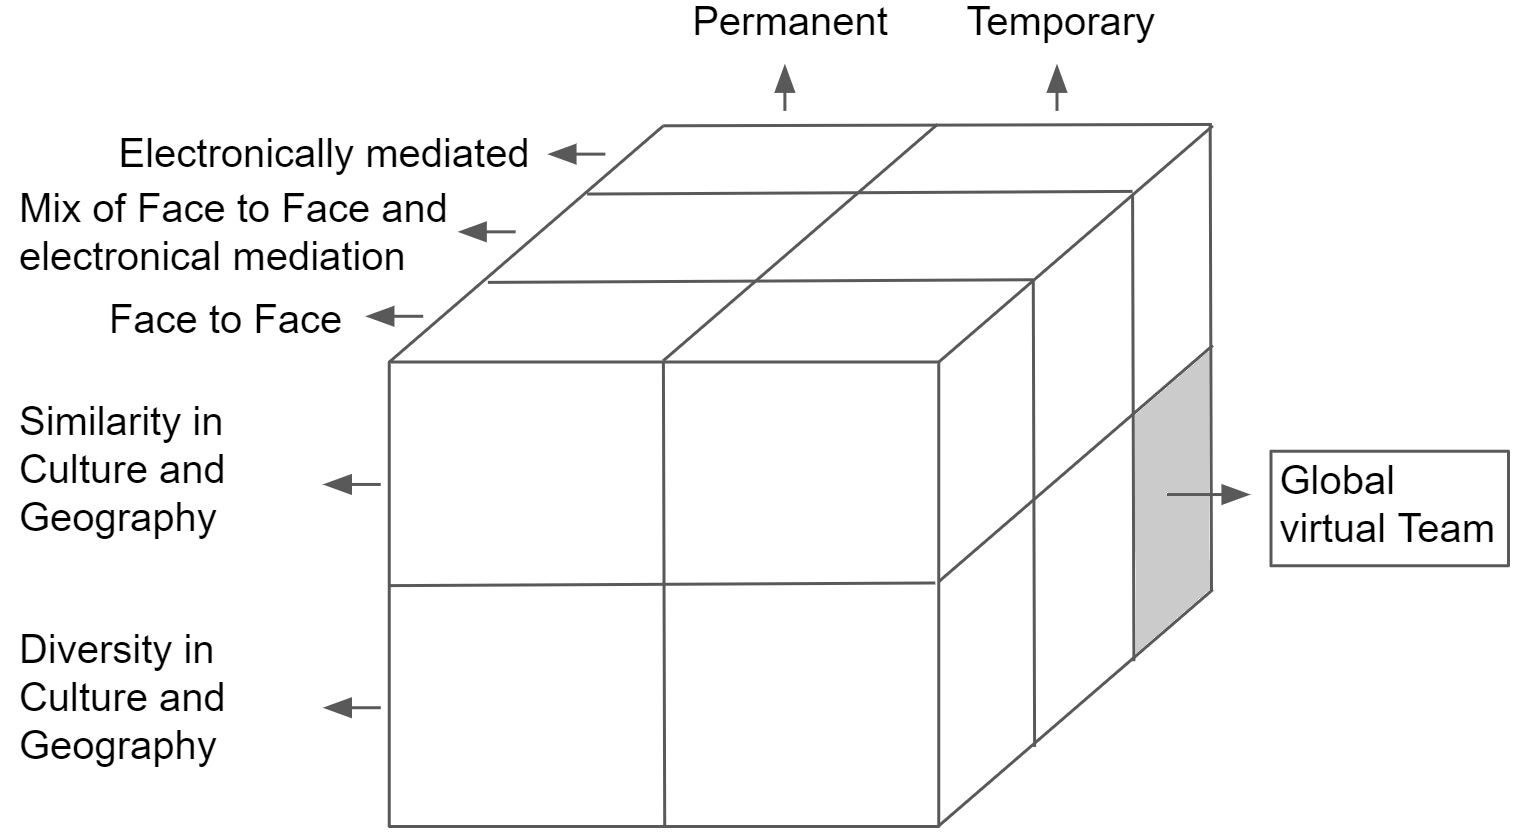 Permanent
Temporary
Electronically mediated
Mix of Face to Face and
electronical mediation
Face to Face
Similarity in
Culture and
Geography
Global
virtual Team
Diversity in
Culture and
Geography